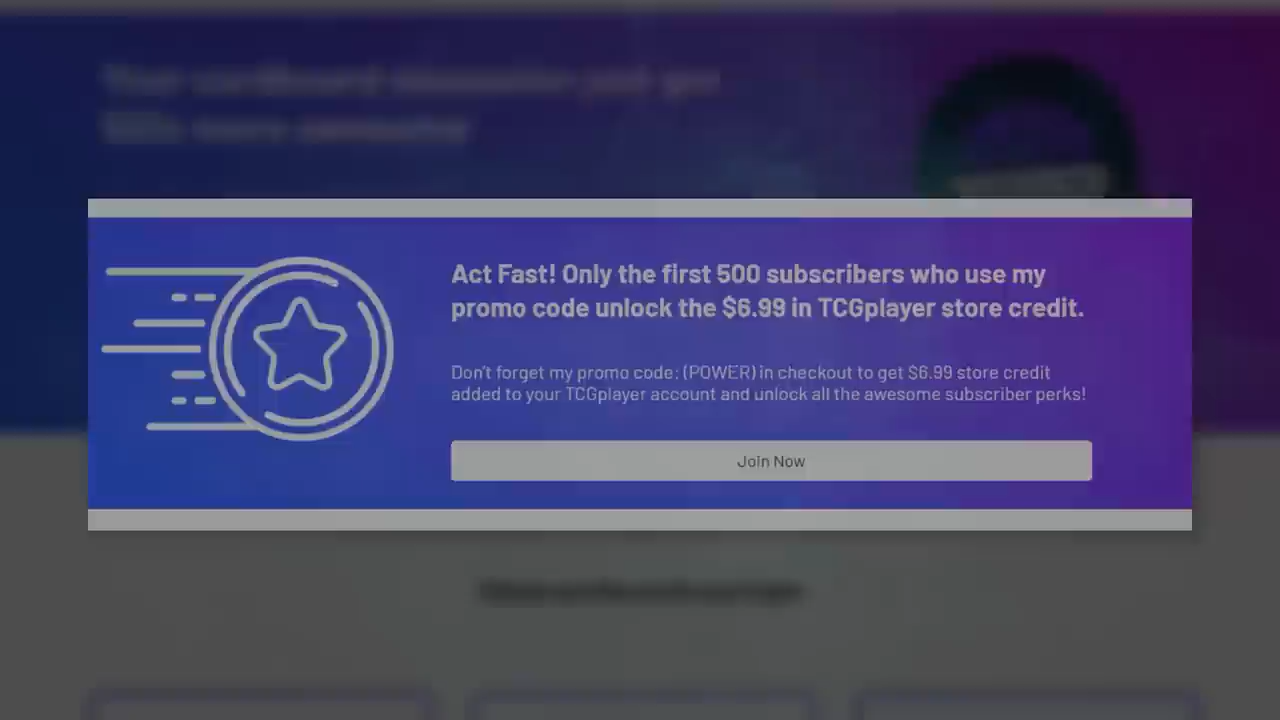 Act Fast! Only the first 500 subscribers who use my
promo code unlock the $6.99 in TCGplayer store credit.
Don't forget my promo code: (POWER) in checkout to get $6.99 store credit
added to your TCGplayer account and unlock all the awesome subscriber perks!
Join Now